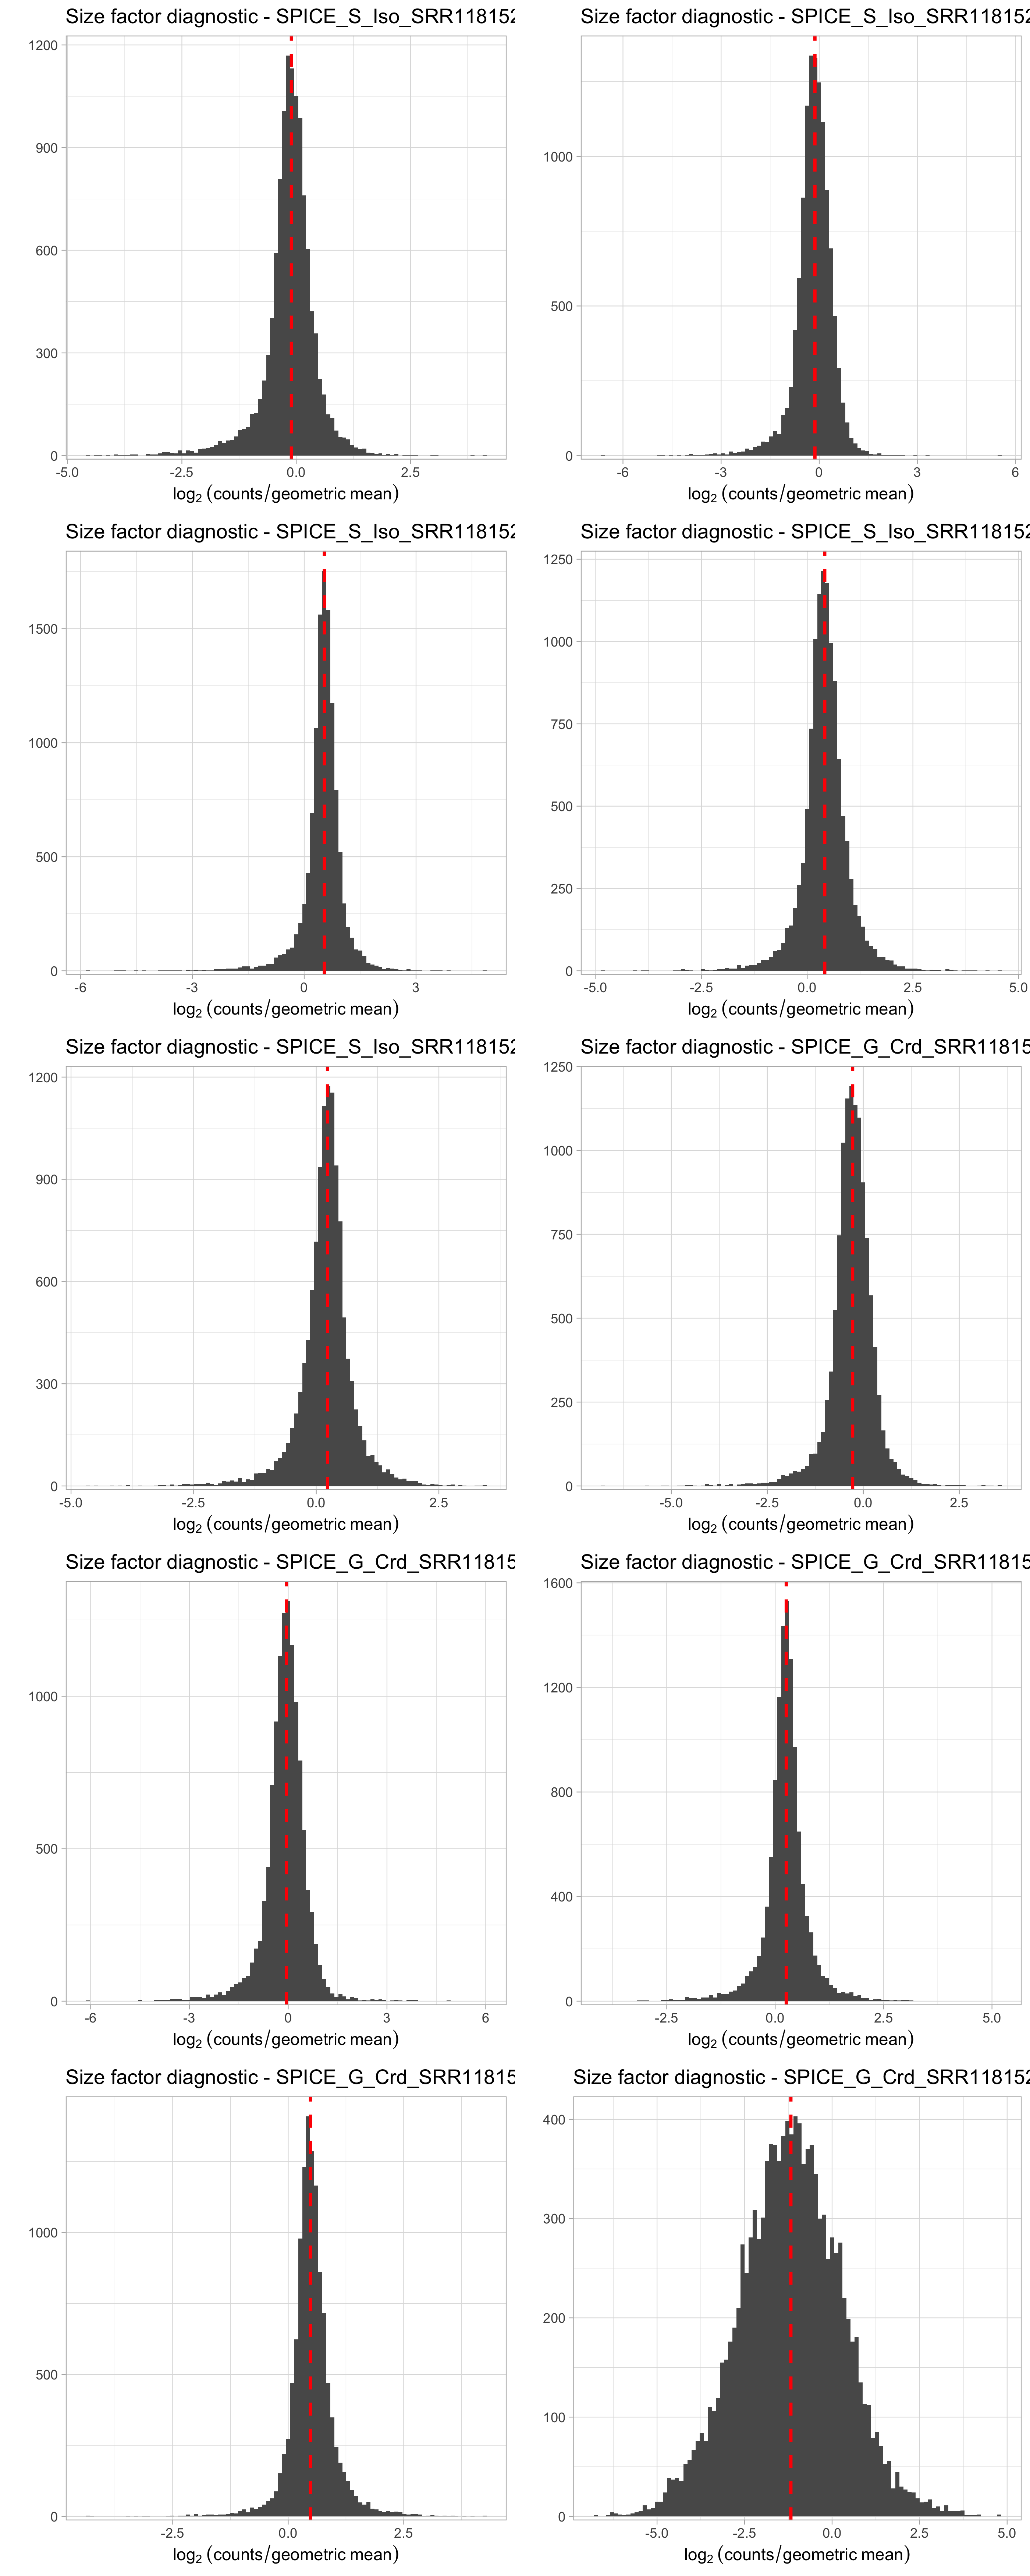 Size factor diagnostic - SPICE_S_Iso_SRR118152
1200
900
600
300
0
-5.0 -2.5 0.0 2.5
log2 (counts/geometric mean)
Size factor diagnostic - SPICE_S_Iso_SRR118152
1000
500
0
-6 -3 0 3 6
log2 (counts/geometric mean)
Size factor diagnostic - SPICE_S_Iso_SRR118152
1500
1000
500
0
-6 -3 0 3
log2 (counts/geometric mean)
Size factor diagnostic - SPICE_S_Iso_SRR118152
1250
1000
750
500
250
0
-5.0 -2.5 0.0 2.5 5.0
log2 (counts/geometric mean)
Size factor diagnostic - SPICE_S_Iso_SRR118152
1200
900
600
300
0
-5.0 -2.5 0.0 2.5
log2 (counts/geometric mean)
Size factor diagnostic - SPICE_G_Crd_SRR11815
1250
1000
750
500
250
0
-5.0 -2.5 0.0 2.5
log2 (counts/geometric mean)
Size factor diagnostic - SPICE_G_Crd_SRR11815
1000
500
0
-6 -3 0 3 6
log2 (counts/geometric mean)
Size factor diagnostic - SPICE_G_Crd_SRR11815
1600
1200
800
400
0
-2.5 0.0 2.5 5.0
log2 (counts/geometric mean)
Size factor diagnostic - SPICE_G_Crd_SRR11815
1000
500
0
-2.5 0.0 2.5
log2 (counts/geometric mean)
Size factor diagnostic - SPICE_G_Crd_SRR118152
400
300
200
100
0
-5.0 -2.5 0.0 2.5 5.0
log2 (counts/geometric mean)